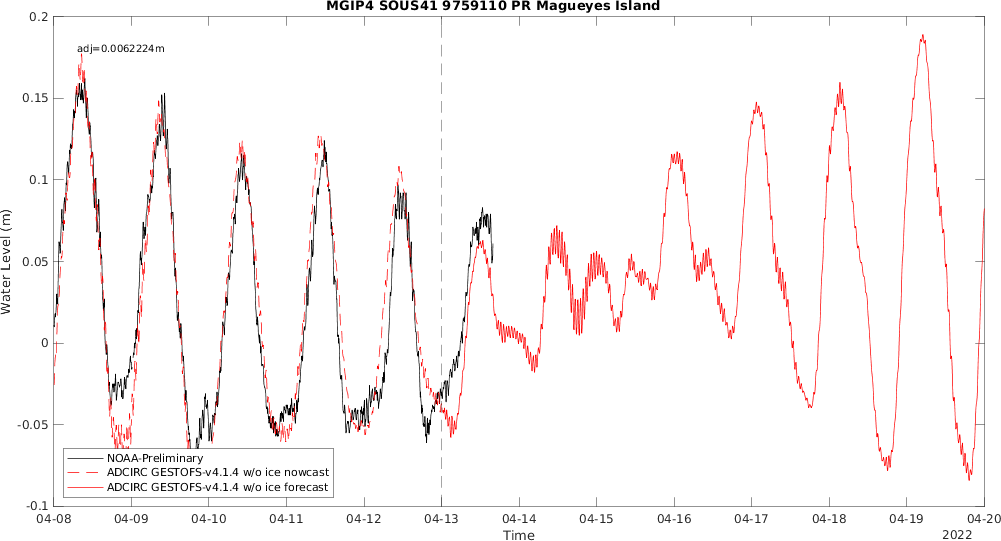 MGIP4 SOUS41 9759110 PR Magueyes Island
adj=0.0062224m
0.2
0.15
0.1
0.05
0
-0.05
-0.1
Water Level (m)
NOAA-Preliminary
ADCIRC GESTOFS-v4.1.4 w/o ice nowcast
ADCIRC GESTOFS-v4.1.4 w/o ice forecast
04-08 04-09 04-10 04-11 04-12 04-13 04-14 04-15 04-16 04-17 04-18 04-19 04-20
Time
2022